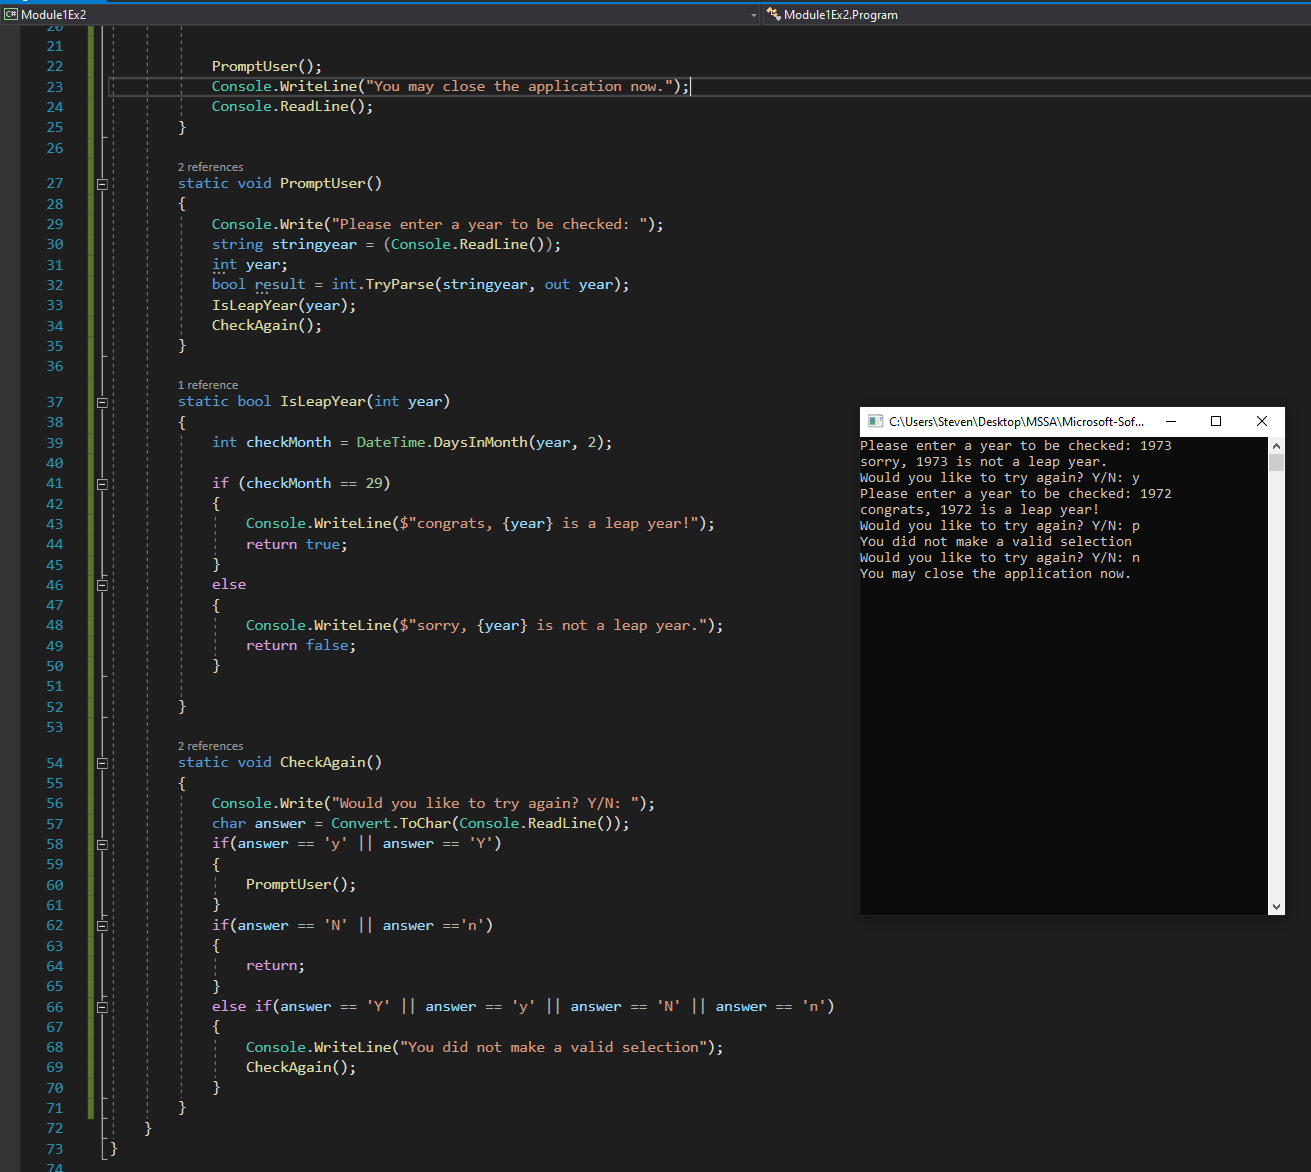 Module1Ex2
Module1Ex2.Program
20
21
22 PromptUser();
23 Console.WriteLine("You may close the application now.");
24 Console.ReadLine();
25 }
26
2 references
27 static void PromptUser()
28 {
29 Console.Write("Please enter a year to be checked: ");
30 string stringyear = (Console.ReadLine());
31 int year;
32 bool result = int.TryParse(stringyear, out year);
33 IsLeapYear(year);
34 CheckAgain();
35 }
36
1 reference
37 static bool IsLeapYear(int year)
38 {
39 int checkMonth = DateTime.DaysInMonth(year, 2);
40
41 if (checkMonth == 29)
42 {
43 Console.WriteLine($"congrats, {year} is a leap year!");
44 return true;
45 }
46 else
47 {
48 Console.WriteLine($"sorry, {year} is not a leap year.");
49 return false;
50 }
51
52 }
53
2 references
54 static void CheckAgain()
55 {
56 Console.Write("Would you like to try again? Y/N: ");
57 char answer = Convert.ToChar(Console.ReadLine());
58 if(answer == 'y' || answer == 'Y')
59 {
60 PromptUser();
61 }
62 if(answer == 'N' || answer =='n')
63 {
64 return;
65 }
66 else if(answer == 'Y' || answer == 'y' || answer == 'N' || answer == 'n')
67 {
68 Console.WriteLine("You did not make a valid selection");
69 CheckAgain();
70 }
71 }
72 }
73 }
74
C:\Users\Steven\Desktop\MSSA\Microsoft-Sof...
Please enter a year to be checked: 1973
sorry, 1973 is not a leap year.
Would you like to try again? Y/N: y
Please enter a year to be checked: 1972
congrats, 1972 is a leap year!
Would you like to try again? Y/N: p
You did not make a valid selection
Would you like to try again? Y/N: n
You may close the application now.